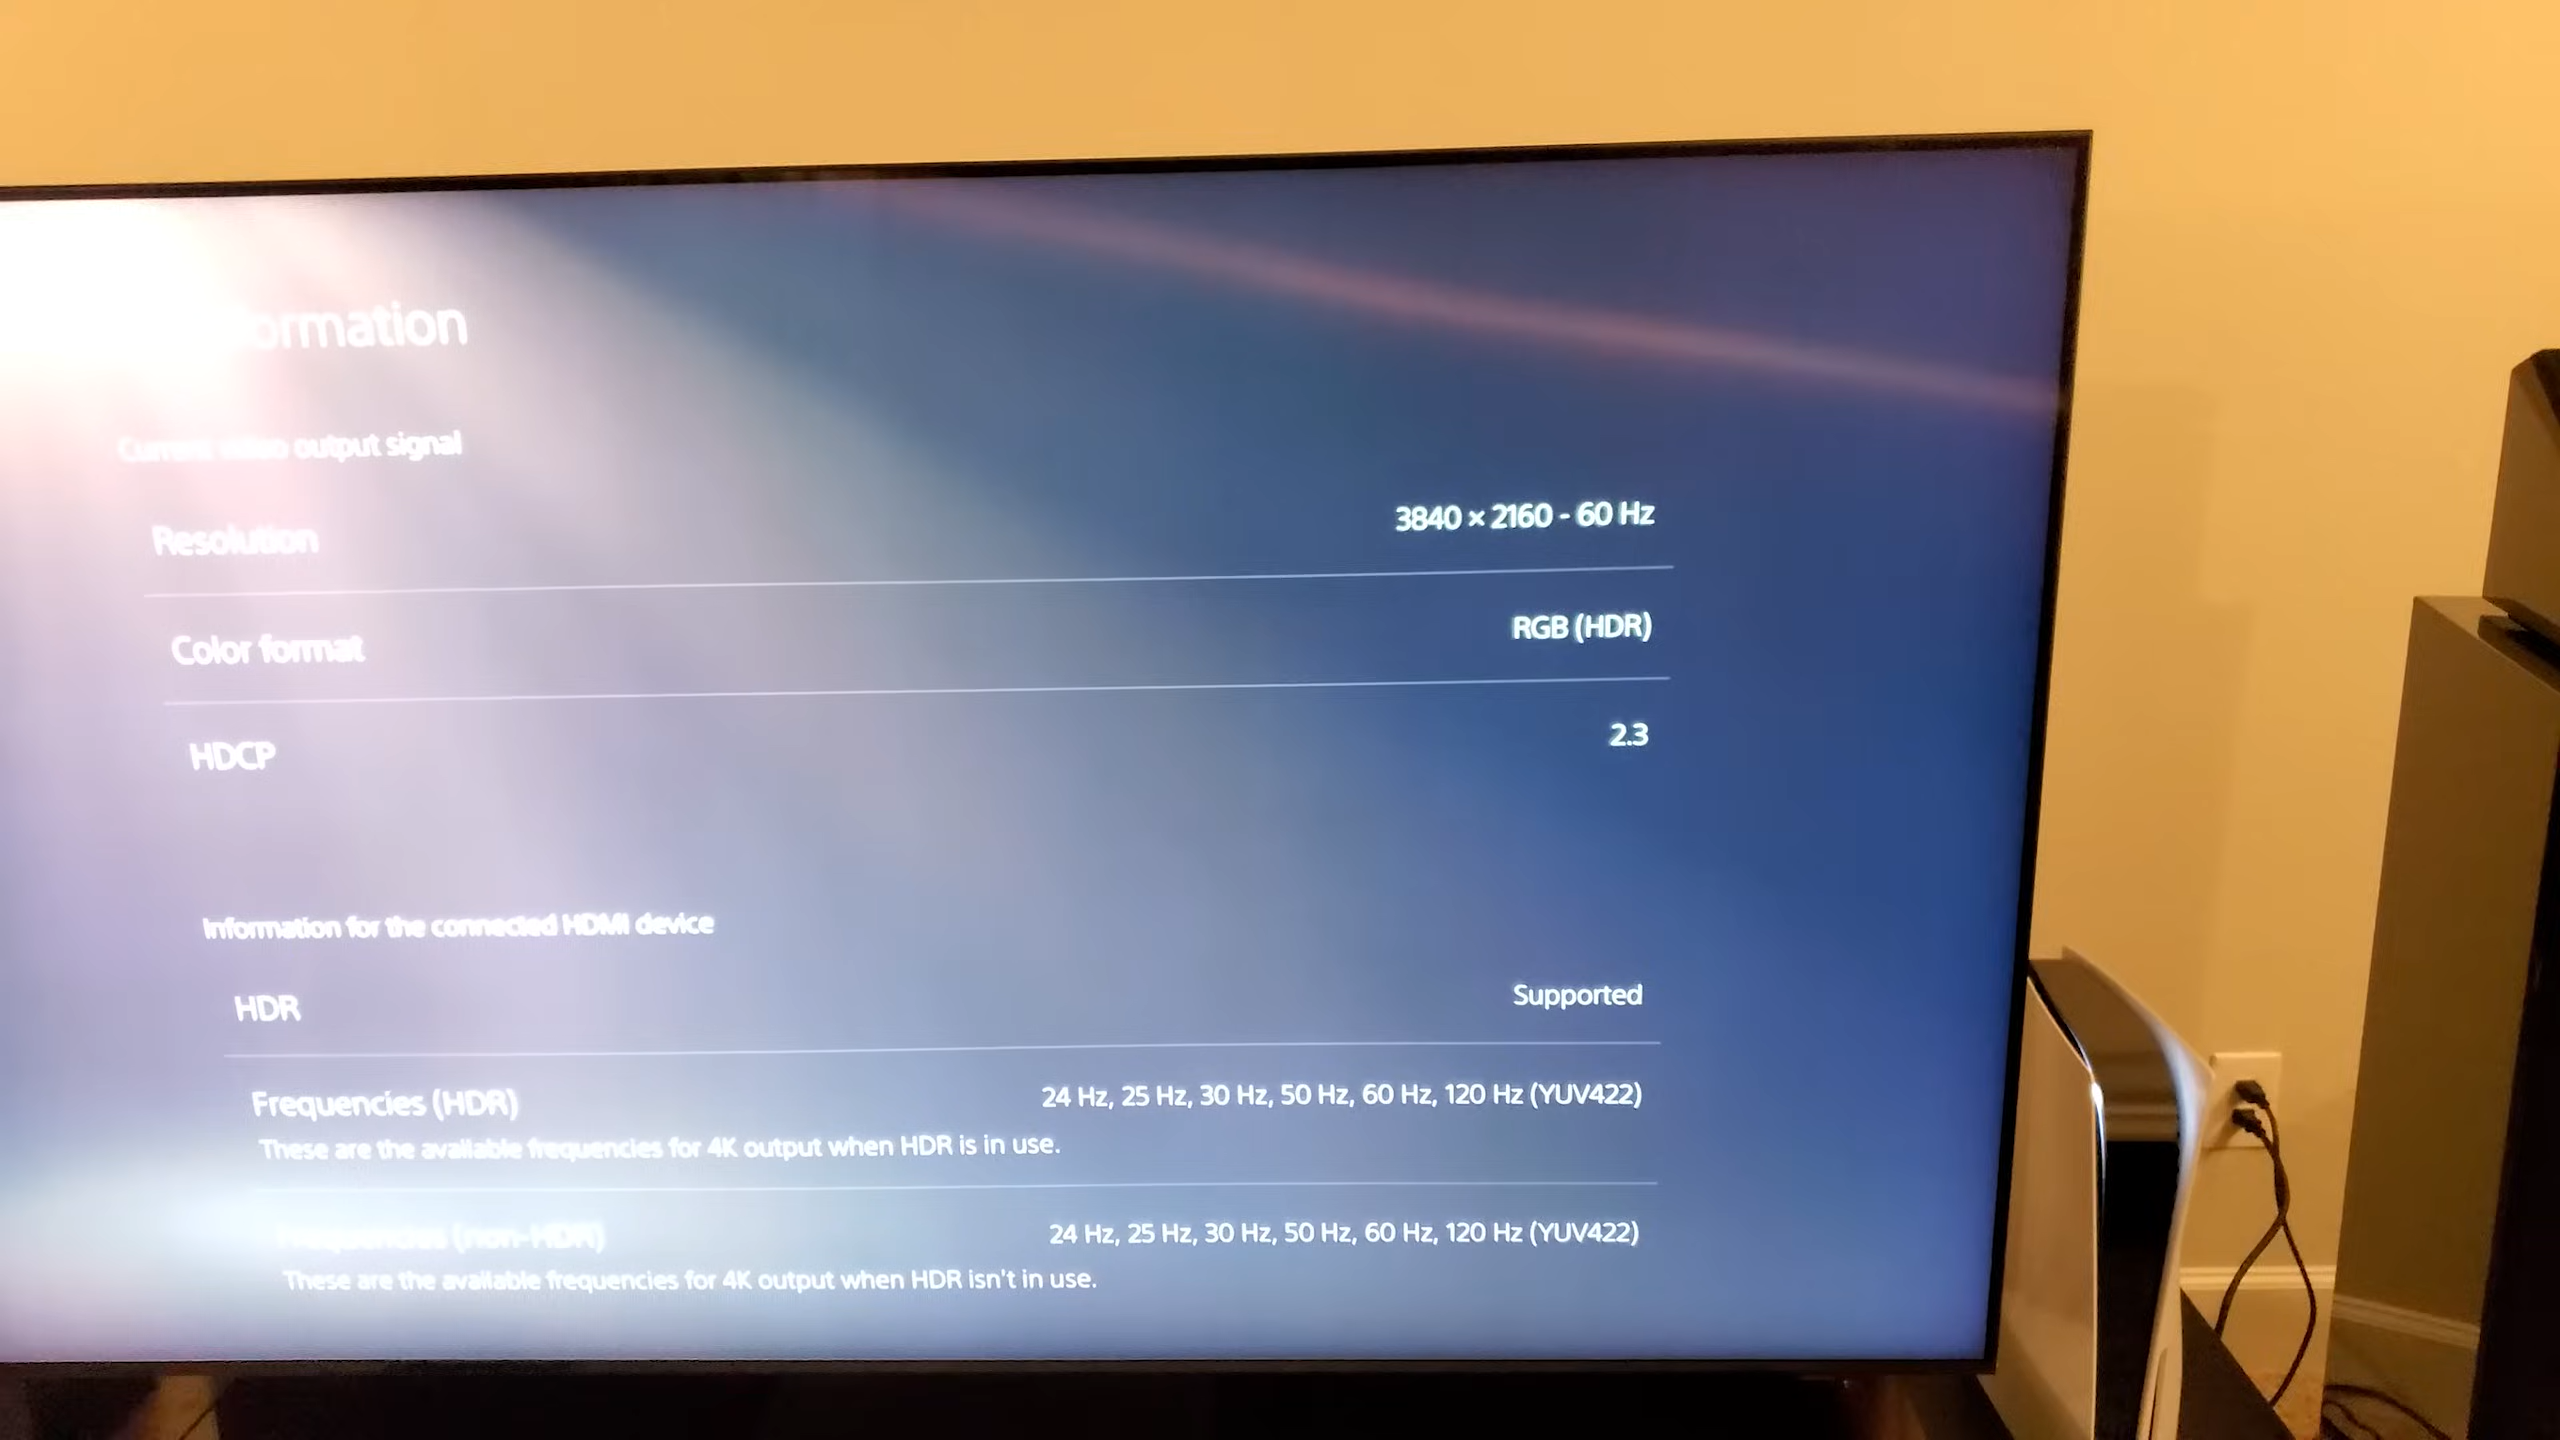 ormation
Current video output signal
Resolution 3840 × 2160 - 60 Hz
Color format RGB (HDR)
HDCP 2.3
Information for the connected HDMI device
HDR Supported
Frequencies (HDR) 24 Hz, 25 Hz, 30 Hz, 50 Hz, 60 Hz, 120 Hz (YUV422)
These are the available frequencies for 4K output when HDR is in use.
Frequencies (non-HDR) 24 Hz, 25 Hz, 30 Hz, 50 Hz, 60 Hz, 120 Hz (YUV422)
These are the available frequencies for 4K output when HDR isn't in use.